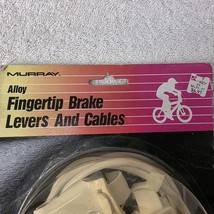 MURRAY.
Alloy
Fingertip Brake
Levers And Cables